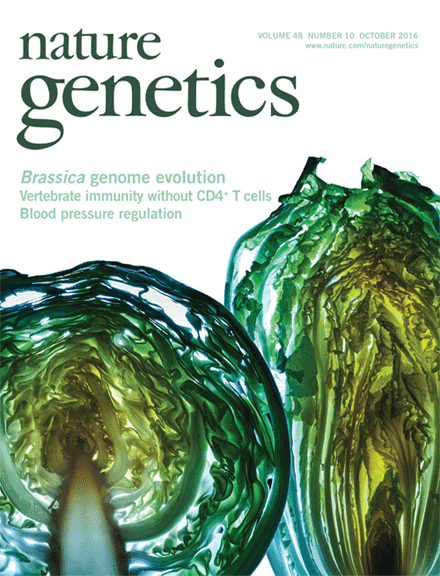 nature
genetics
VOLUME 48 NUMBER 10 OCTOBER 2016
www.nature.com/naturegenetics
Brassica genome evolution
Vertebrate immunity without CD4⁺ T cells
Blood pressure regulation